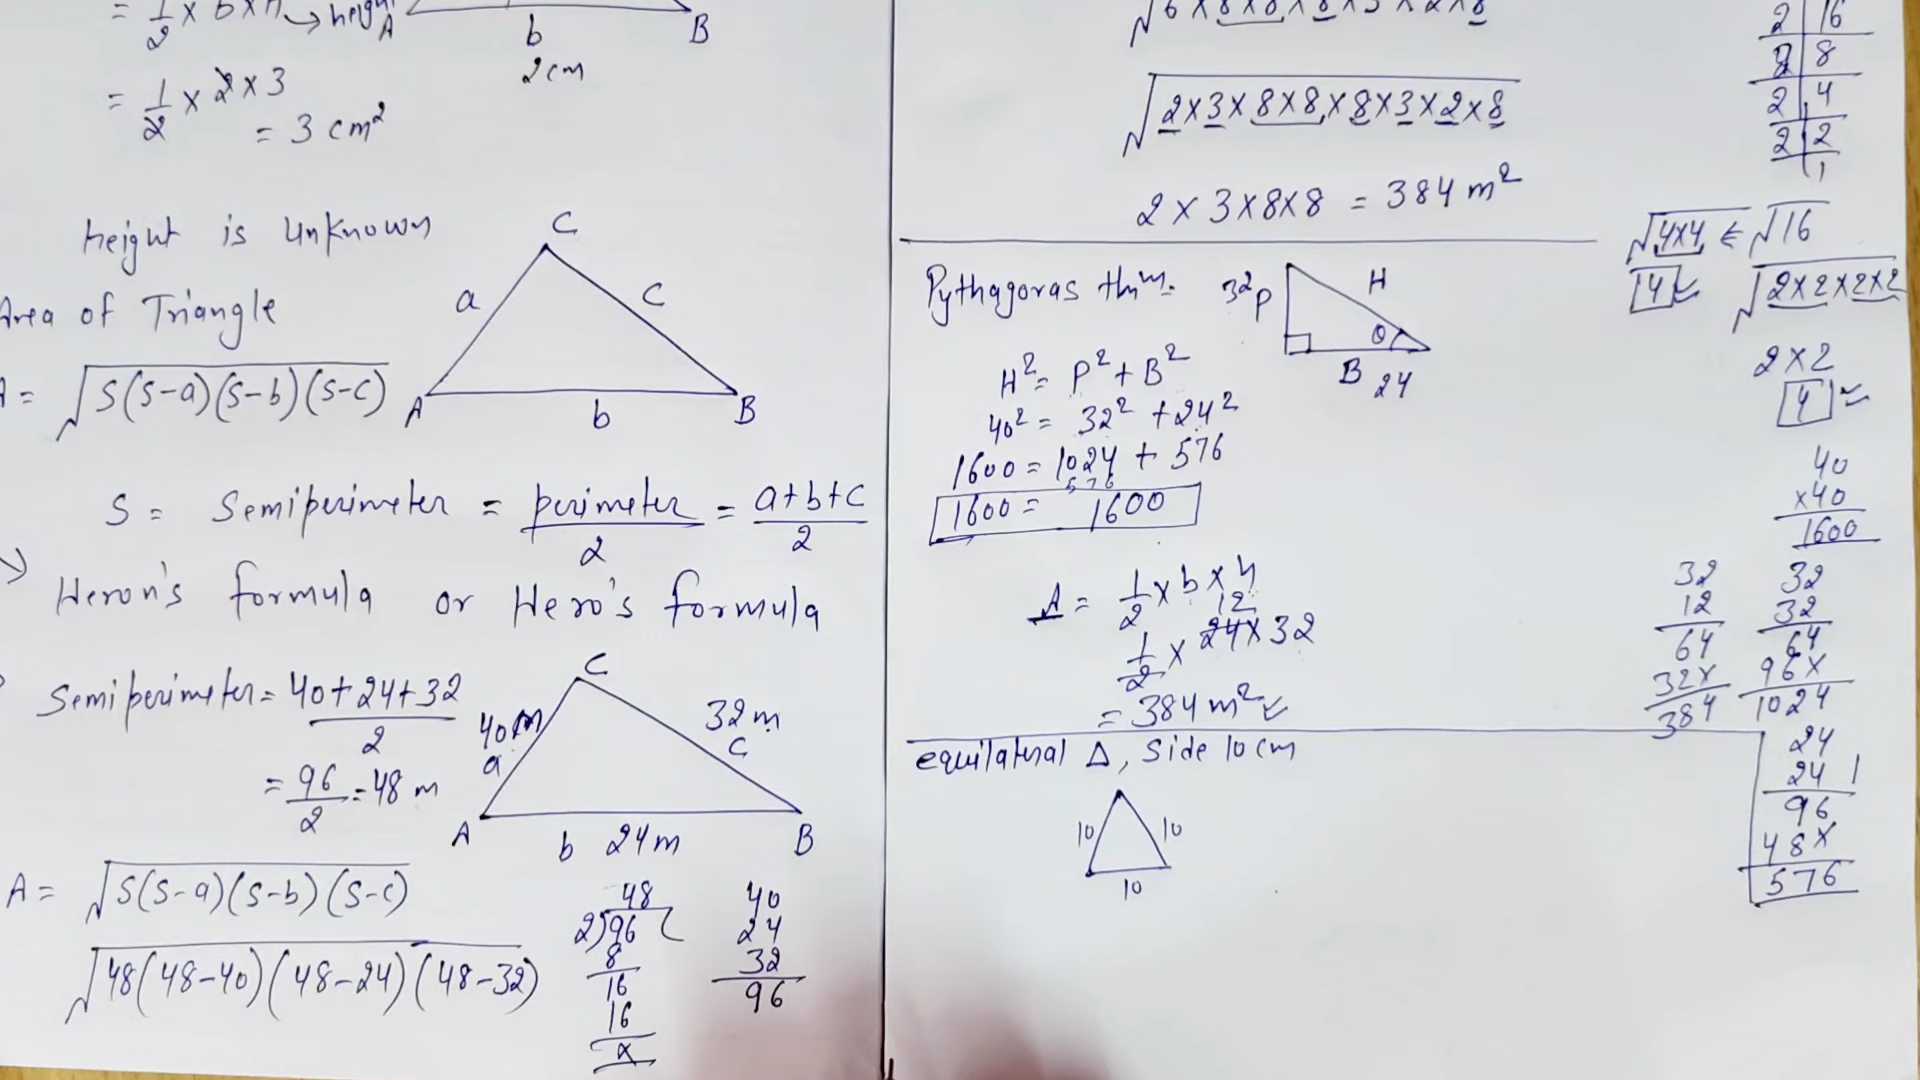 = 1/2 × b × h → heigh
A b B
2cm
= 1/2 × 2 × 3
= 3 cm²
height is unknown
Area of Triangle
A = √S(S-a)(S-b)(S-c)
C
a C
A b B
S = Semiperimeter = perimeter/2 = a+b+c/2
Heron's formula or Hero's formula
Semiperimeter = 40+24+32/2
= 96/2 = 48 m
C
40m 32m
a C
A b 24m B
A = √S(S-a)(S-b)(S-c)
√48(48-40)(48-24)(48-32)
48
2)96(
8
16
16
×
40
24
32
96
√2×3×8×8×8×3×2×8
2×3×8×8 = 384 m²
Pythagoras thm.
32 P H
θ
B 24
H² = P² + B²
40² = 32² + 24²
1600 = 1024 + 576
576
1600 = 1600
A = 1/2 × b × h
12
1/2 × 24 × 32
= 384 m²
equilateral Δ, Side 10 cm
10 10
10
2 16
2 8
2 4
2 2
1
√4×4 ⇐ √16
4 √2×2×2×2
2×2
4
40
×40
1600
32
12
64
32×
384
32
32
64
96×
1024
24
24
96
48×
576